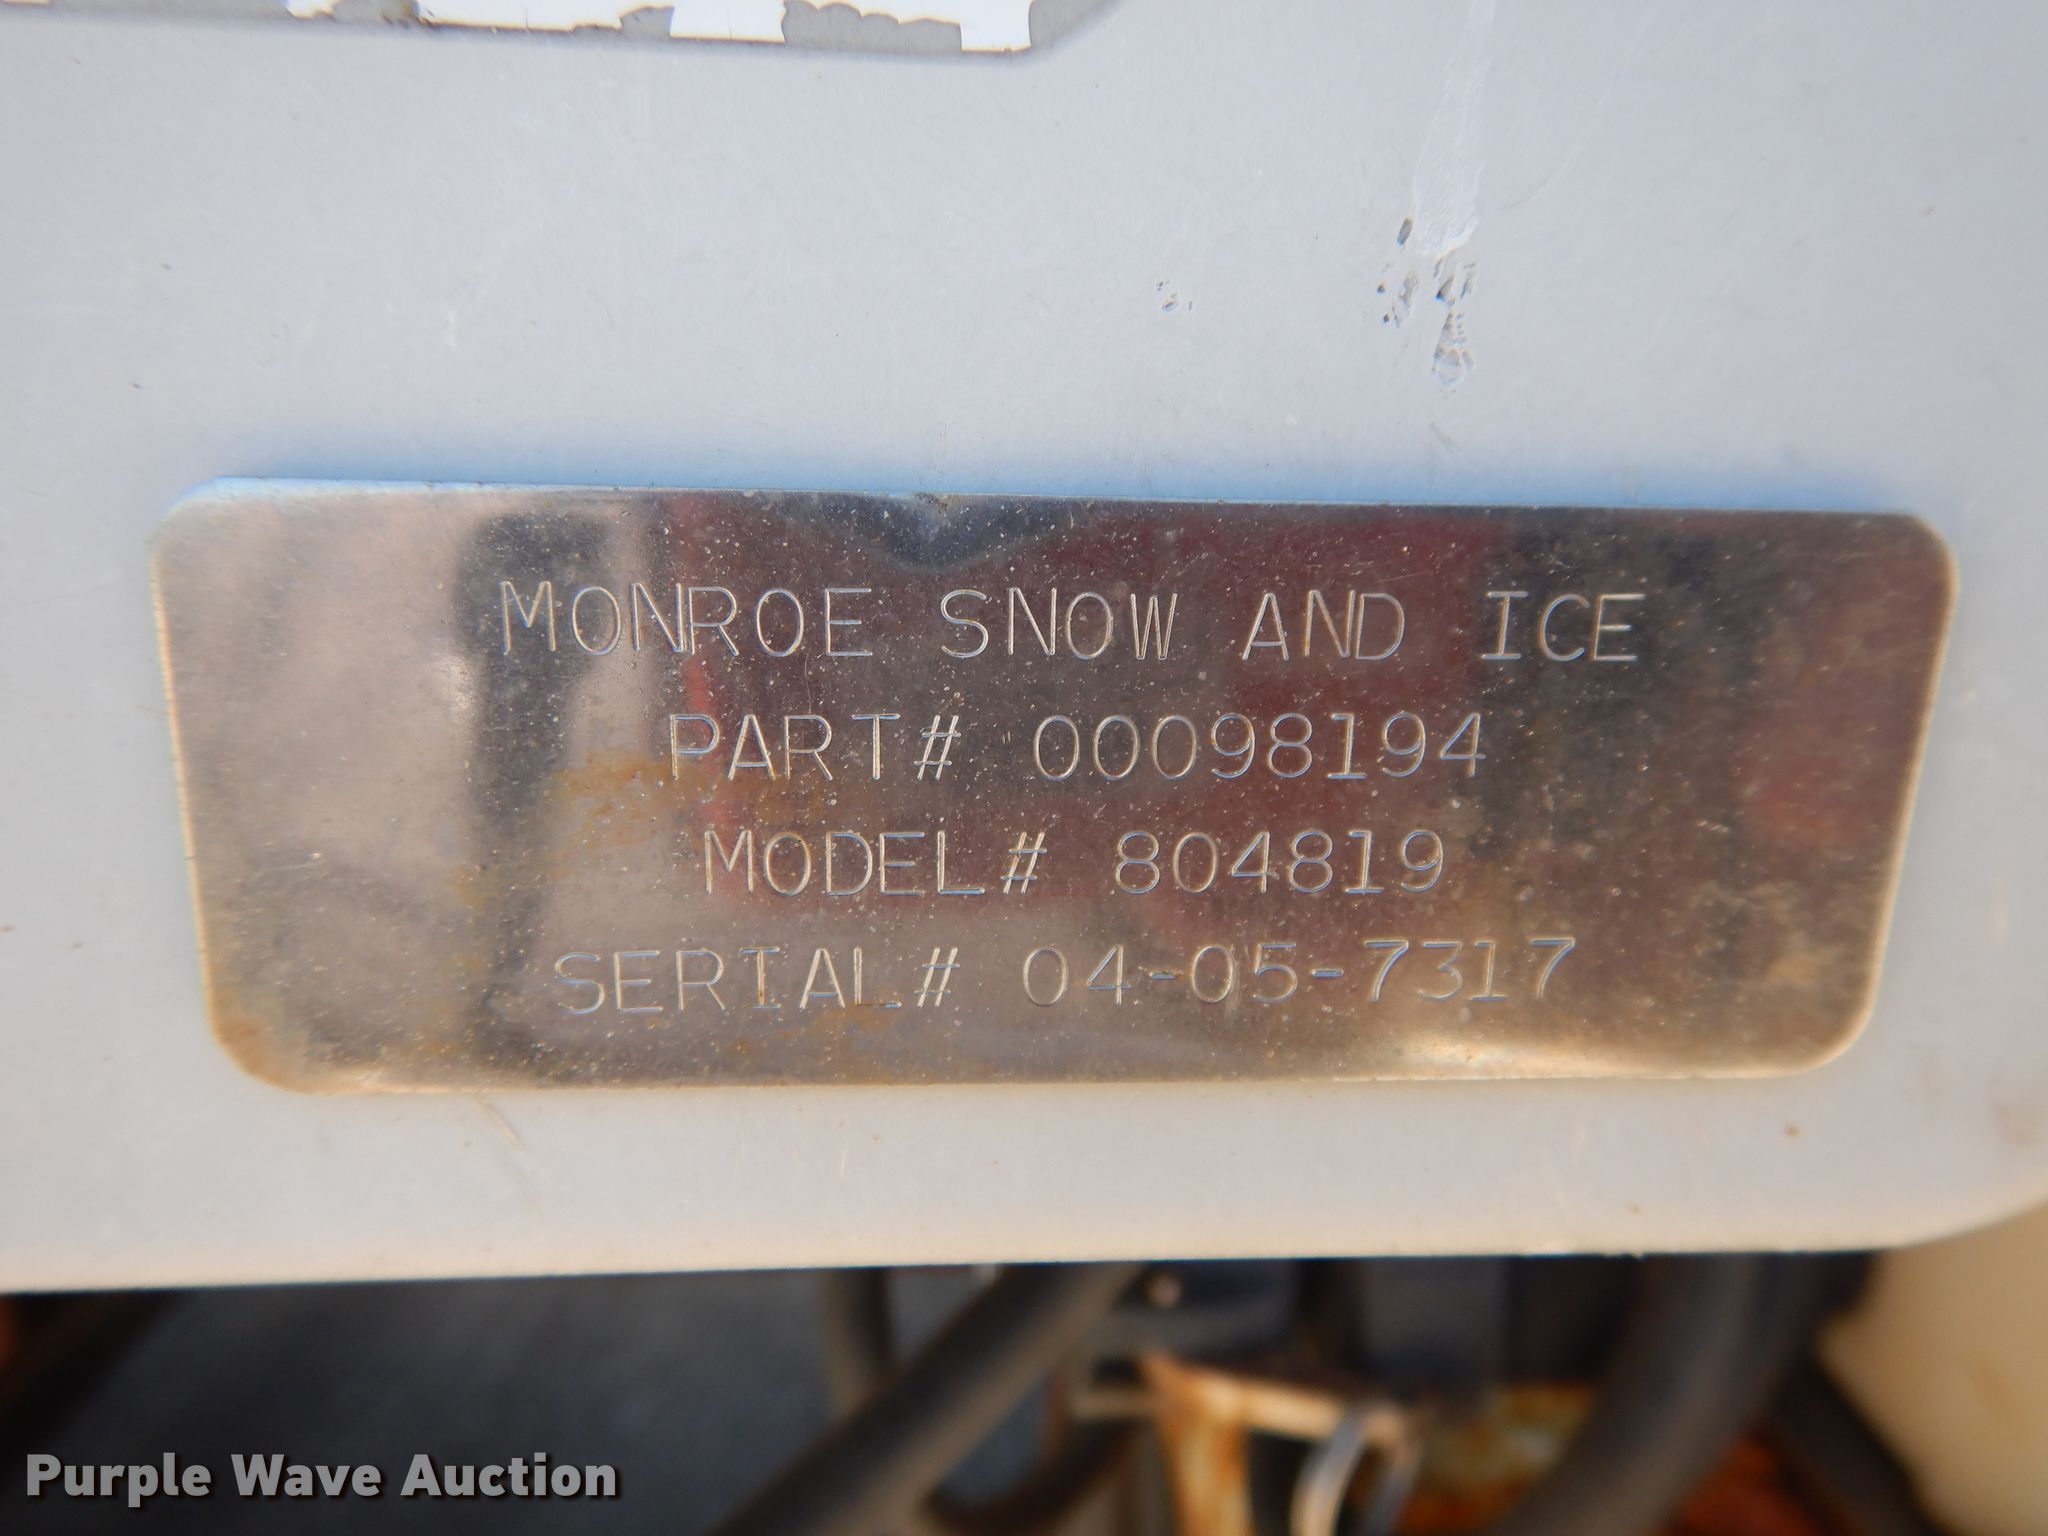 MONROE SNOW AND ICE
PART# 00098194
MODEL# 804819
SERIAL# 04-05-7317
Purple Wave Auction